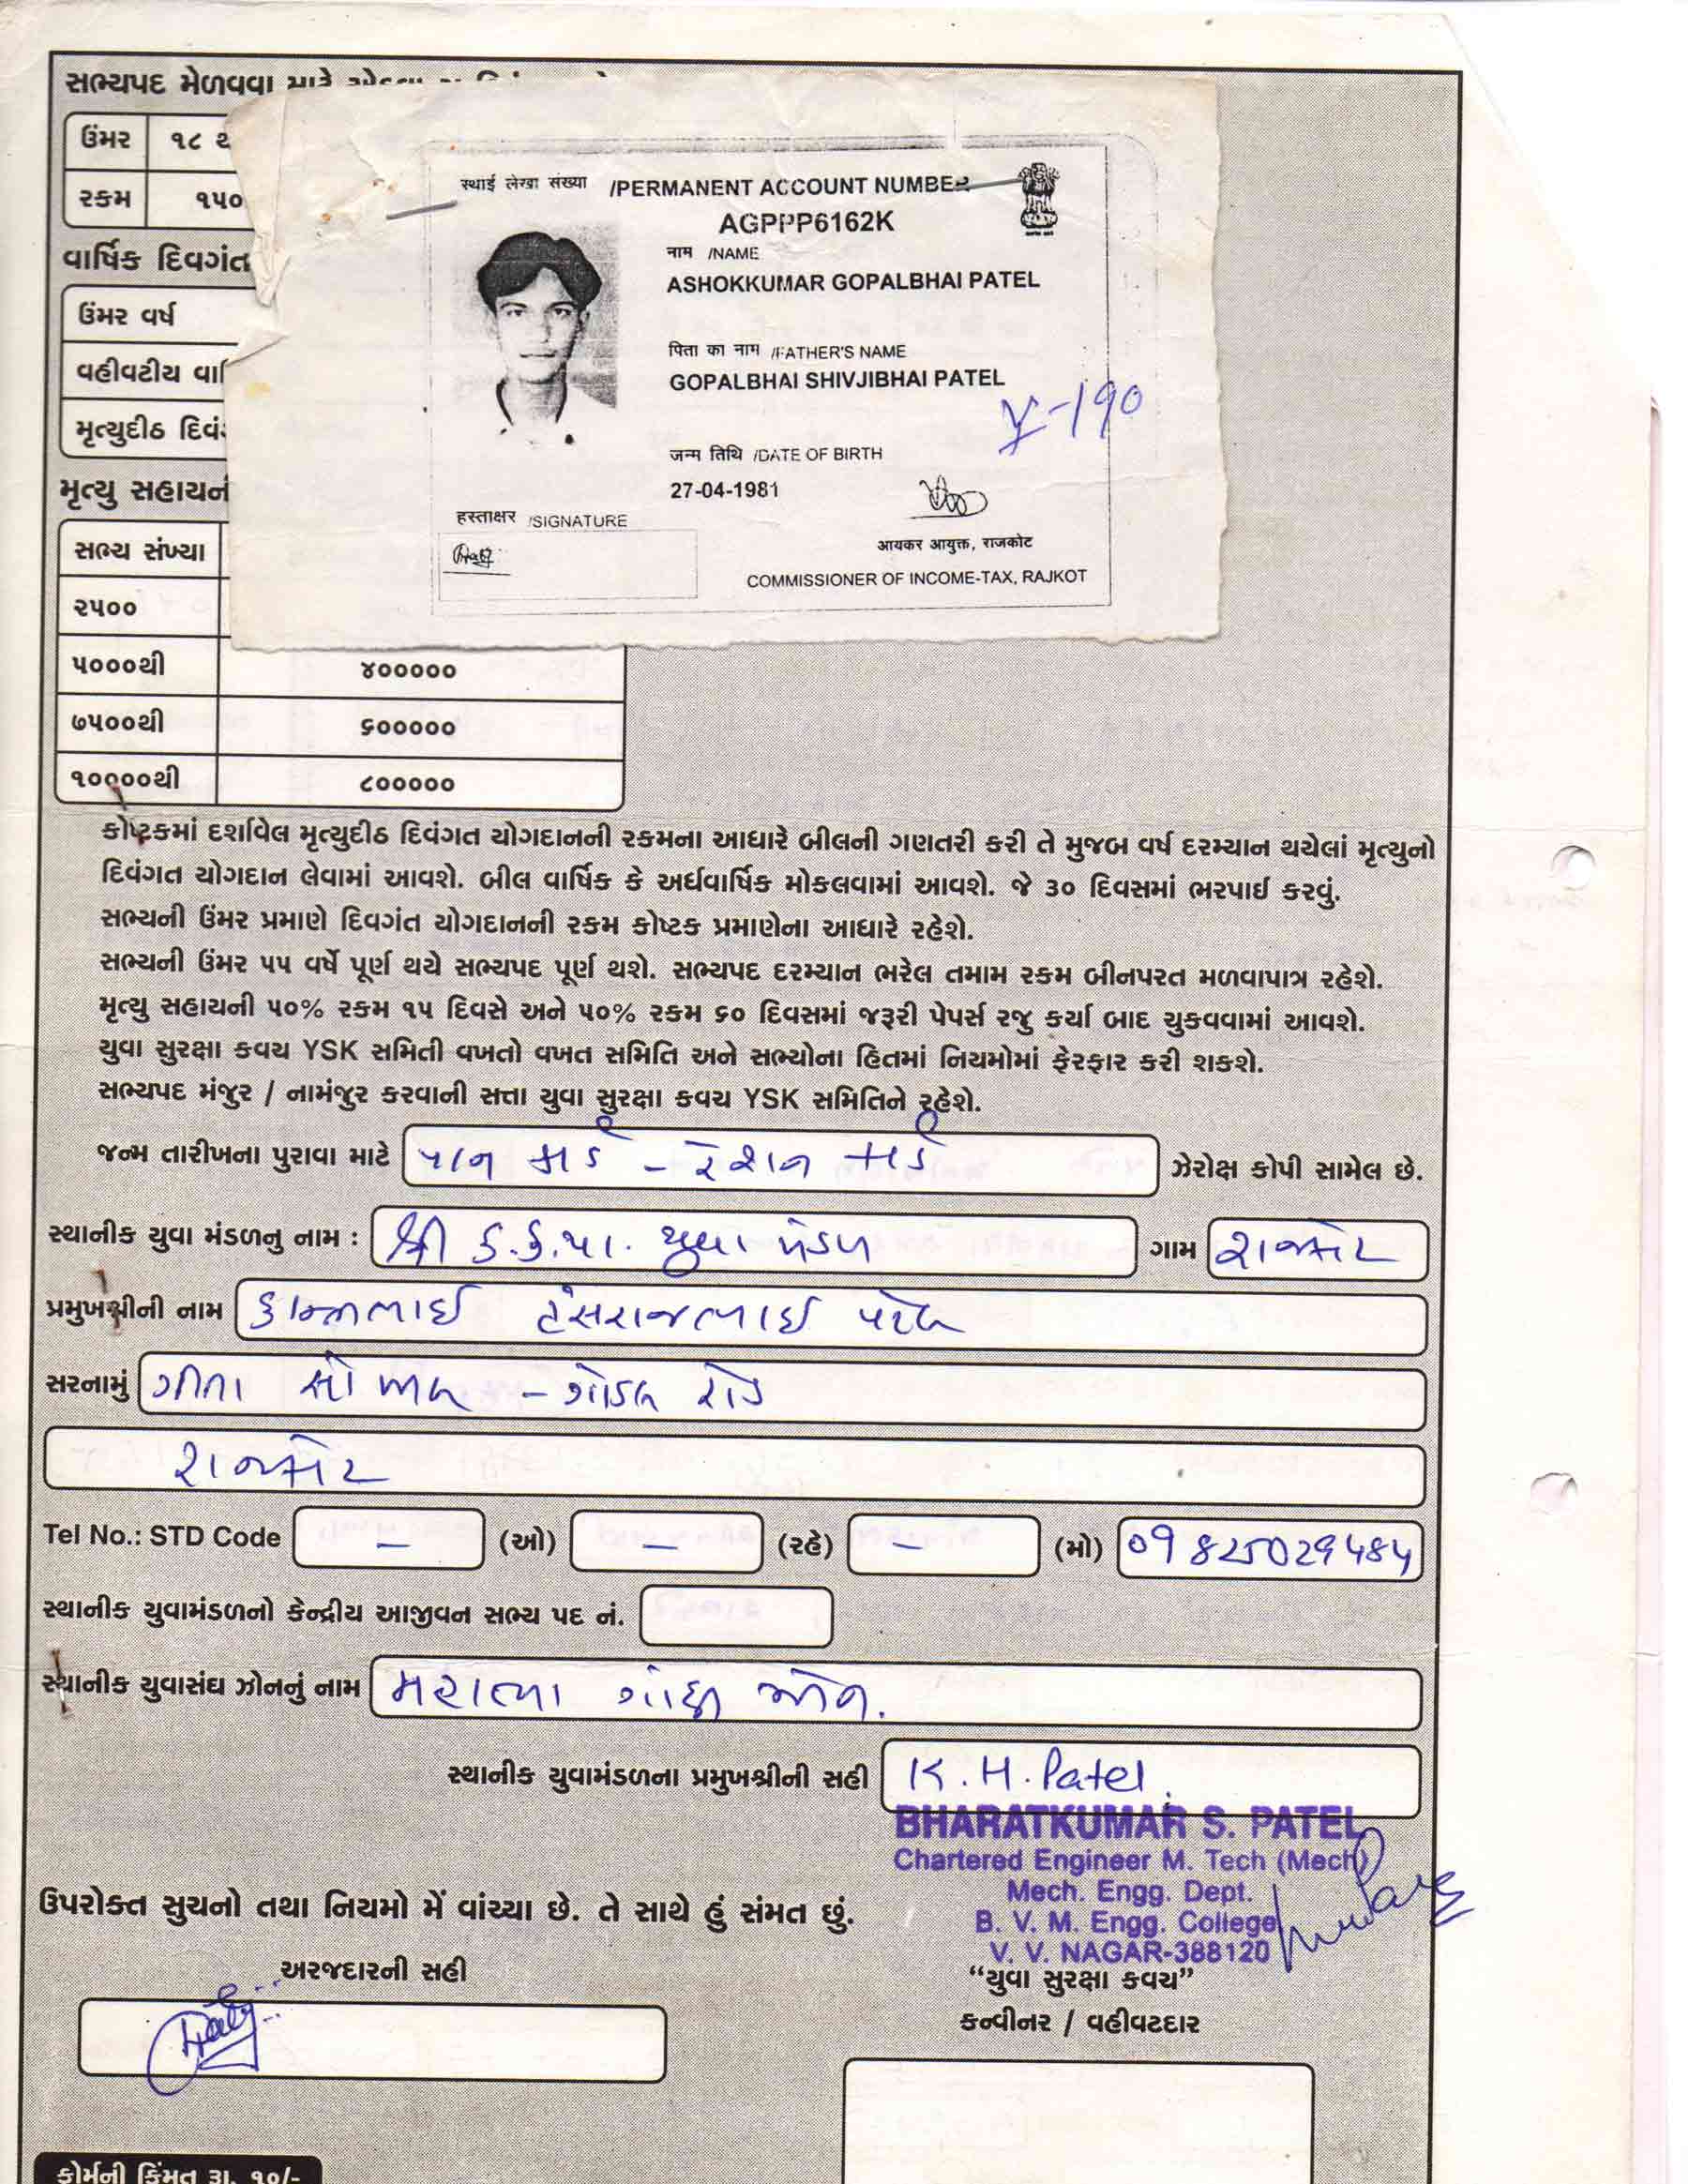 સભ્યપદ મેળવવા માટે
ઉંમર ૧૮ થ
રકમ ૧૫૦
વાર્ષિક દિવગંત
ઉંમર વર્ષ
વહીવટીય વાર્ષિ
મૃત્યુદીઠ દિવં
મૃત્યુ સહાયની
સભ્ય સંખ્યા
૨૫૦૦
૫૦૦૦થી ૪૦૦૦૦૦
૭૫૦૦થી ૬૦૦૦૦૦
૧૦૦૦૦થી ૮૦૦૦૦૦
स्थाई लेखा संख्या /PERMANENT ACCOUNT NUMBER
AGPPP6162K
नाम /NAME
ASHOKKUMAR GOPALBHAI PATEL
पिता का नाम /FATHER'S NAME
GOPALBHAI SHIVJIBHAI PATEL
Y-190
जन्म तिथि /DATE OF BIRTH
27-04-1981
हस्ताक्षर /SIGNATURE
आयकर आयुक्त, राजकोट
COMMISSIONER OF INCOME-TAX, RAJKOT
કોષ્ટકમાં દર્શાવેલ મૃત્યુદીઠ દિવંગત યોગદાનની રકમના આધારે બીલની ગણતરી કરી તે મુજબ વર્ષ દરમ્યાન થયેલાં મૃત્યુનો
દિવંગત યોગદાન લેવામાં આવશે. બીલ વાર્ષિક કે અર્ધવાર્ષિક મોકલવામાં આવશે. જે ૩૦ દિવસમાં ભરપાઈ કરવું.
સભ્યની ઉંમર પ્રમાણે દિવગંત યોગદાનની રકમ કોષ્ટક પ્રમાણેના આધારે રહેશે.
સભ્યની ઉંમર ૫૫ વર્ષે પૂર્ણ થયે સભ્યપદ પૂર્ણ થશે. સભ્યપદ દરમ્યાન ભરેલ તમામ રકમ બીનપરત મળવાપાત્ર રહેશે.
મૃત્યુ સહાયની ૫૦% રકમ ૧૫ દિવસે અને ૫૦% રકમ ૬૦ દિવસમાં જરૂરી પેપર્સ રજુ કર્યા બાદ ચુકવવામાં આવશે.
યુવા સુરક્ષા કવચ YSK સમિતી વખતો વખત સમિતિ અને સભ્યોના હિતમાં નિયમોમાં ફેરફાર કરી શકશે.
સભ્યપદ મંજુર / નામંજુર કરવાની સત્તા યુવા સુરક્ષા કવચ YSK સમિતિને રહેશે.
જન્મ તારીખના પુરાવા માટે પાન કાર્ડ - રેશન કાર્ડ ઝેરોક્ષ કોપી સામેલ છે.
સ્થાનીક યુવા મંડળનુ નામ : શ્રી ક.ક.પા. યુવા મંડળ ગામ રાજકોટ
પ્રમુખશ્રીની નામ કાન્તીભાઈ હંસરાજભાઈ પટેલ
સરનામું ગીતા સો મીલ - ગોંડલ રોડ
રાજકોટ
Tel No.: STD Code – (ઓ) – (રહે) – (મો) 09825029484
સ્થાનીક યુવામંડળનો કેન્દ્રીય આજીવન સભ્ય પદ નં.
સ્થાનીક યુવાસંઘ ઝોનનું નામ મહાત્મા ગાંધી ઝોન.
સ્થાનીક યુવામંડળના પ્રમુખશ્રીની સહી K.H.Patel.
BHARATKUMAR S. PATEL
Chartered Engineer M. Tech (Mech)
Mech. Engg. Dept.
B. V. M. Engg. College
V. V. NAGAR-388120
ઉપરોક્ત સુચનો તથા નિયમો મેં વાંચ્યા છે. તે સાથે હું સંમત છું.
અરજદારની સહી
“યુવા સુરક્ષા કવચ”
કન્વીનર / વહીવટદાર
ફોર્મની કિંમત રૂા. ૧૦/-